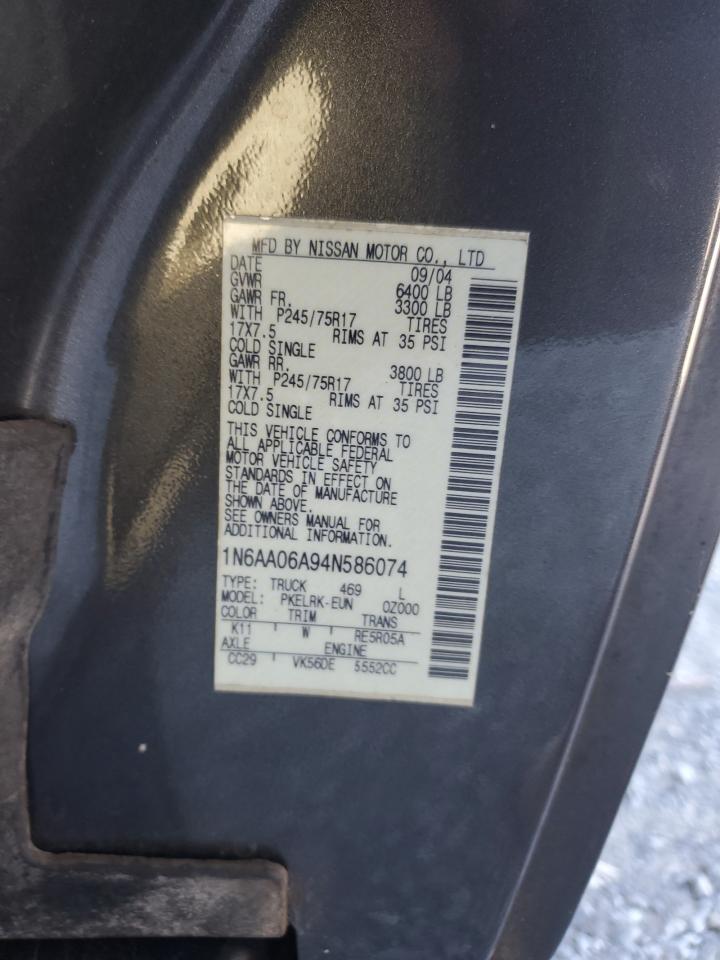 MFD BY NISSAN MOTOR CO., LTD
DATE 09/04
GVWR 6400 LB
GAWR FR. 3300 LB
WITH P245/75R17 TIRES
17X7.5 RIMS AT 35 PSI
COLD SINGLE
GAWR RR. 3800 LB
WITH P245/75R17 TIRES
17X7.5 RIMS AT 35 PSI
COLD SINGLE
THIS VEHICLE CONFORMS TO
ALL APPLICABLE FEDERAL
MOTOR VEHICLE SAFETY
STANDARDS IN EFFECT ON
THE DATE OF MANUFACTURE
SHOWN ABOVE.
SEE OWNERS MANUAL FOR
ADDITIONAL INFORMATION.
1N6AA06A94N586074
TYPE: TRUCK 469 L
MODEL: PKELRK-EUN 0Z000
COLOR TRIM TRANS
K11 W RE5R05A
AXLE ENGINE
CC29 VK56DE 5552CC